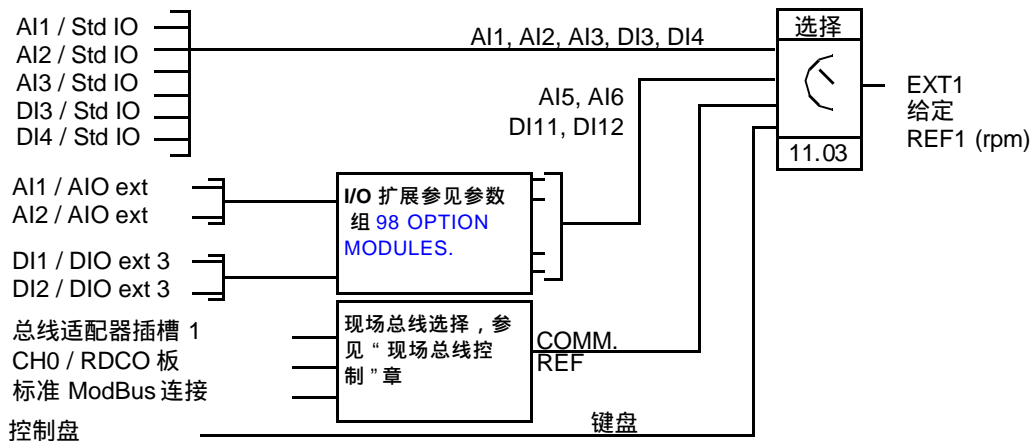 AI1 / Std IO
AI2 / Std IO
AI3 / Std IO
DI3 / Std IO
DI4 / Std IO
AI1, AI2, AI3, DI3, DI4
选择
11.03
EXT1
给定
REF1 (rpm)
AI5, AI6
DI11, DI12
AI1 / AIO ext
AI2 / AIO ext
DI1 / DIO ext 3
DI2 / DIO ext 3
I/O 扩展参见参数
组 98 OPTION
MODULES.
总线适配器插槽 1
CH0 / RDCO 板
标准 ModBus 连接
现场总线选择，参
见 “ 现场总线控
制 ” 章
COMM.
REF
控制盘
键盘